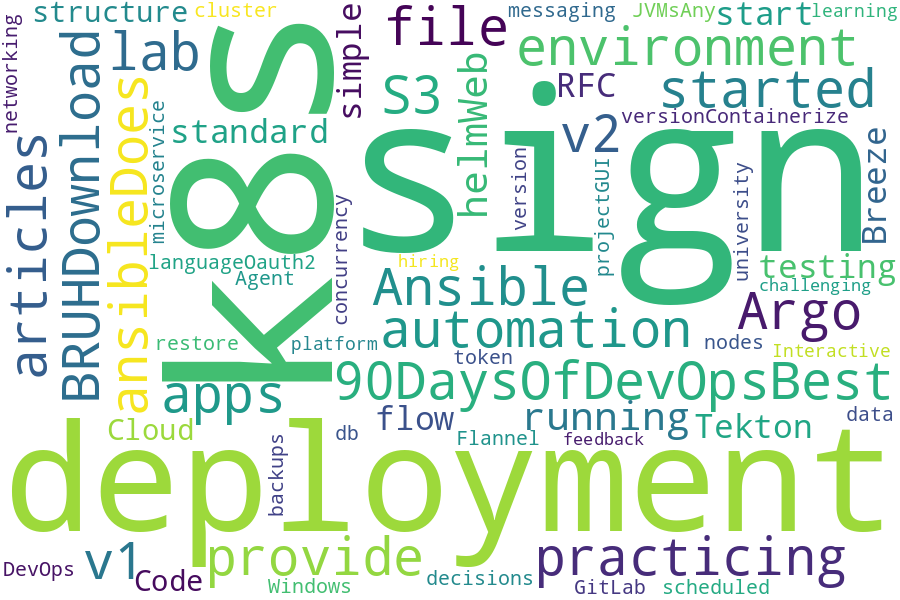 structure
cluster
simple
file
messaging
JVMsAny
start
learning
networking
BRUHDownload
lab
k8s
environment
S3
helmWeb
RFC
started
sign
v2
versionContainerize
standard
ansibleDoes
microservice
articles
version
projectGUI
university
Breeze
languageOauth2
Agent
concurrency
hiring
Ansible
testing
challenging
Argo
automation
restore
platform
token
nodes
Interactive
apps
90DaysOfDevOpsBest
Cloud
flow
running
Tekton
data
db
Flannel
feedback
backups
deployment
DevOps
v1
Code
provide
Windows
decisions
practicing
GitLab
scheduled